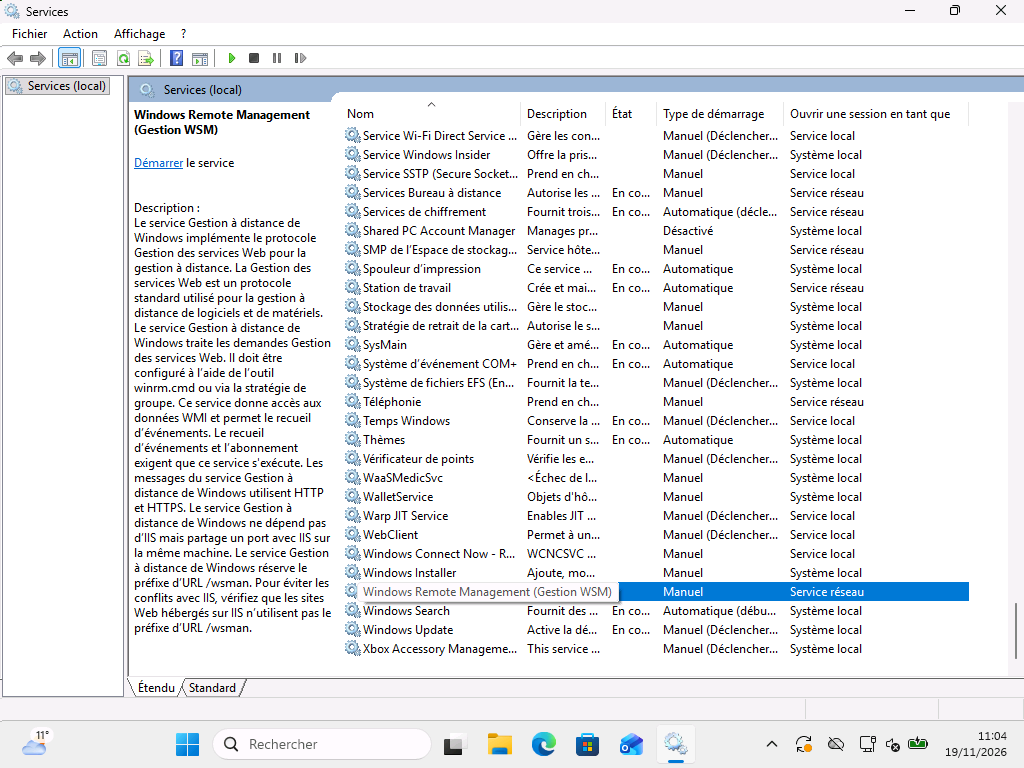 Services
Fichier Action Affichage ?
Services (local)
Services (local)
Windows Remote Management (Gestion WSM)
Démarrer le service
Description :
Le service Gestion à distance de
Windows implémente le protocole
Gestion des services Web pour la
gestion à distance. La Gestion des
services Web est un protocole
standard utilisé pour la gestion à
distance de logiciels et de matériels.
Le service Gestion à distance de
Windows traite les demandes Gestion
des services Web. Il doit être
configuré à l'aide de l'outil
winrm.cmd ou via la stratégie de
groupe. Ce service donne accès aux
données WMI et permet le recueil
d'événements. Le recueil
d'événements et l'abonnement
exigent que ce service s'exécute. Les
messages du service Gestion à
distance de Windows utilisent HTTP
et HTTPS. Le service Gestion à
distance de Windows ne dépend pas
d'IIS mais partage un port avec IIS sur
la même machine. Le service Gestion
à distance de Windows réserve le
préfixe d'URL /wsman. Pour éviter les
conflits avec IIS, vérifiez que les sites
Web hébergés sur IIS n'utilisent pas le
préfixe d'URL /wsman.
Nom Description État Type de démarrage Ouvrir une session en tant que
Service Wi-Fi Direct Service ... Gère les con... Manuel (Déclencher... Service local
Service Windows Insider Offre la pris... Manuel (Déclencher... Système local
Service SSTP (Secure Socket... Prend en ch... Manuel Service local
Services Bureau à distance Autorise les ... En co... Manuel Service réseau
Services de chiffrement Fournit trois... En co... Automatique (décle... Service réseau
Shared PC Account Manager Manages pr... Désactivé Système local
SMP de l'Espace de stockag... Service hôte... Manuel Service réseau
Spouleur d'impression Ce service ... En co... Automatique Système local
Station de travail Crée et mai... En co... Automatique Service réseau
Stockage des données utilis... Gère le stoc... Manuel Système local
Stratégie de retrait de la cart... Autorise le s... Manuel Système local
SysMain Gère et amé... En co... Automatique Système local
Système d'événement COM+ Prend en ch... En co... Automatique Service local
Système de fichiers EFS (En... Fournit la te... Manuel (Déclencher... Système local
Téléphonie Prend en ch... Manuel Service réseau
Temps Windows Conserve la ... En co... Manuel (Déclencher... Service local
Thèmes Fournit un s... En co... Automatique Système local
Vérificateur de points Vérifie les e... Manuel (Déclencher... Système local
WaaSMedicSvc <Échec de l... Manuel Système local
WalletService Objets d'hô... Manuel Système local
Warp JIT Service Enables JIT ... Manuel (Déclencher... Service local
WebClient Permet à un... Manuel (Déclencher... Service local
Windows Connect Now - R... WCNCSVC ... Manuel Service local
Windows Installer Ajoute, mo... Manuel Système local
Windows Remote Management (Gestion WSM) Manuel Service réseau
Windows Search Fournit des ... En co... Automatique (débu... Système local
Windows Update Active la dé... En co... Manuel (Déclencher... Système local
Xbox Accessory Manageme... This service ... Manuel (Déclencher... Système local
Étendu Standard
11°
Rechercher
11:04
19/11/2026